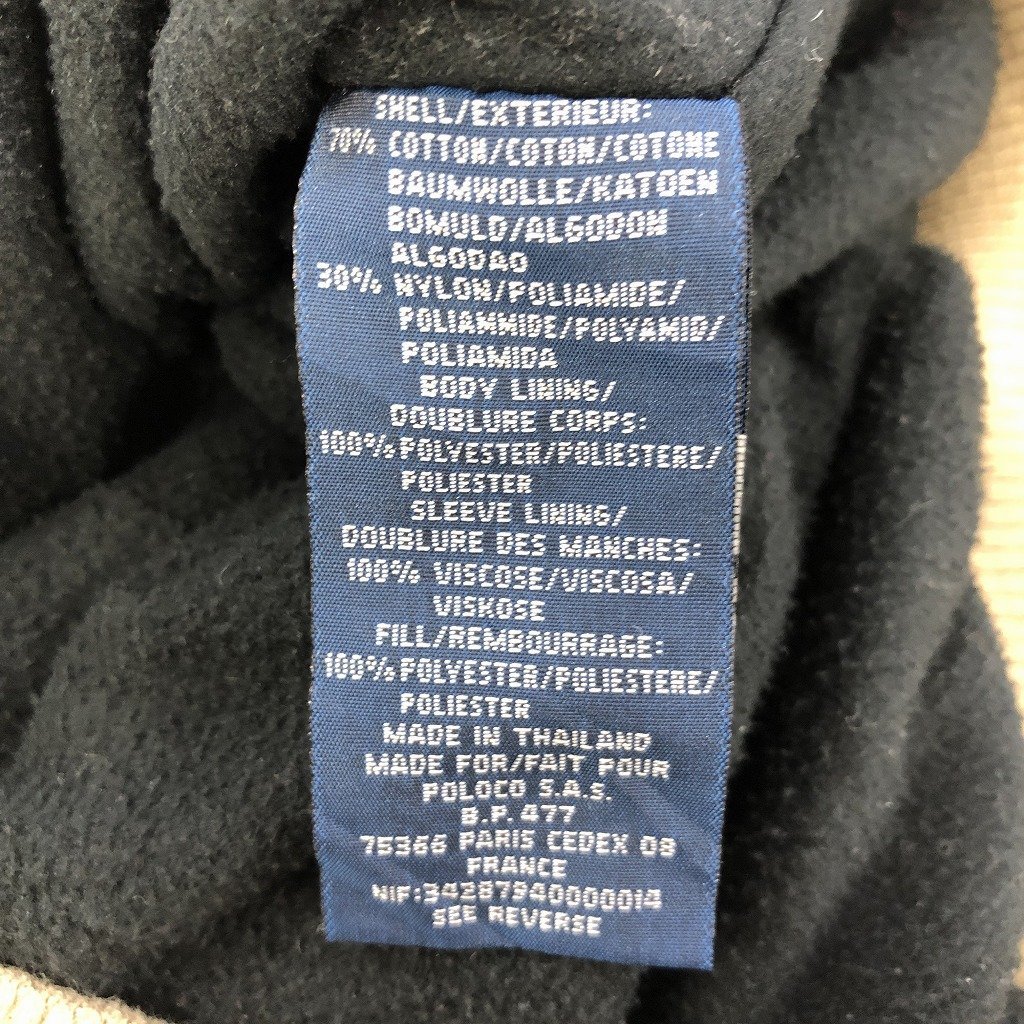 SHELL/EXTERIEUR:
70% COTTON/COTON/COTONE
BAUMWOLLE/KATOEN
BOMULD/ALGODON
ALGODAO
30% NYLON/POLIAMIDE/
POLIAMMIDE/POLYAMID/
POLIAMIDA
BODY LINING/
DOUBLURE CORPS:
100% POLYESTER/POLIESTERE/
POLIESTER
SLEEVE LINING/
DOUBLURE DES MANCHES:
100% VISCOSE/VISCOSA/
VISKOSE
FILL/REMBOURRAGE:
100% POLYESTER/POLIESTERE/
POLIESTER
MADE IN THAILAND
MADE FOR/FAIT POUR
POLOCO S.A.S.
B.P. 477
75366 PARIS CEDEX 08
FRANCE
NIF:34287940000014
SEE REVERSE